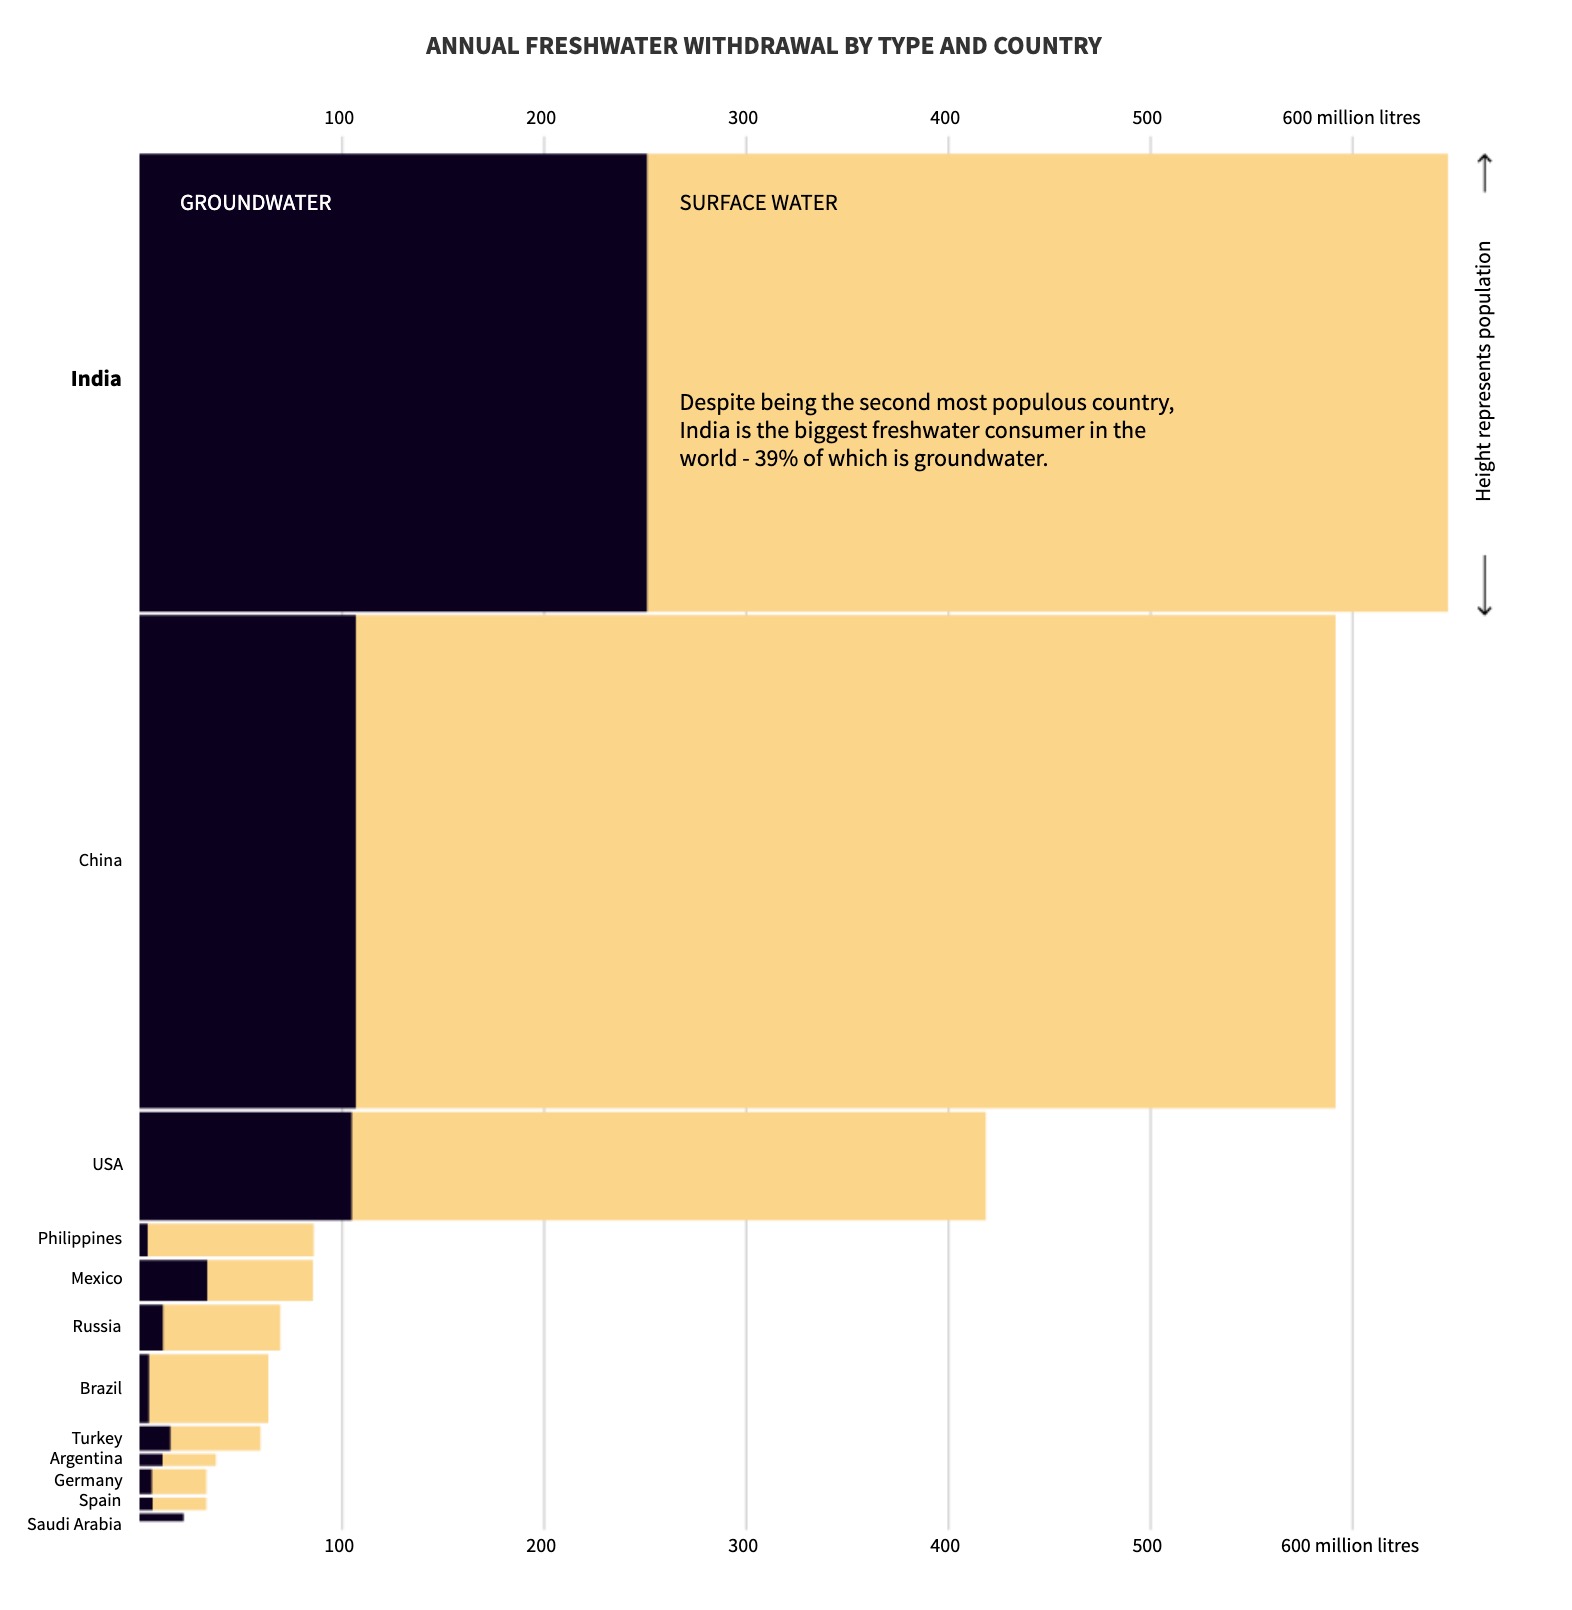 ANNUAL FRESHWATER WITHDRAWAL BY TYPE AND COUNTRY
100 200 300 400 500 600 million litres
GROUNDWATER
SURFACE WATER
India
Despite being the second most populous country,
India is the biggest freshwater consumer in the
world - 39% of which is groundwater.
Height represents population
China
USA
Philippines
Mexico
Russia
Brazil
Turkey
Argentina
Germany
Spain
Saudi Arabia
100 200 300 400 500 600 million litres